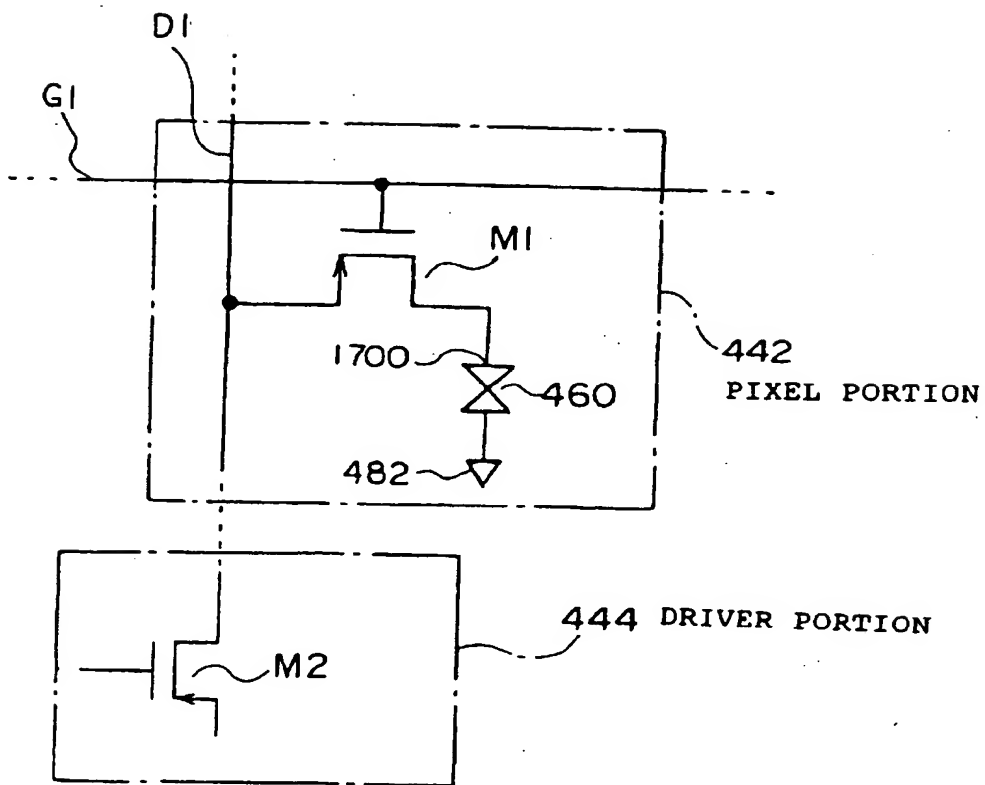 D1
G1
M1
1700
460
442
PIXEL PORTION
482
444 DRIVER PORTION
M2